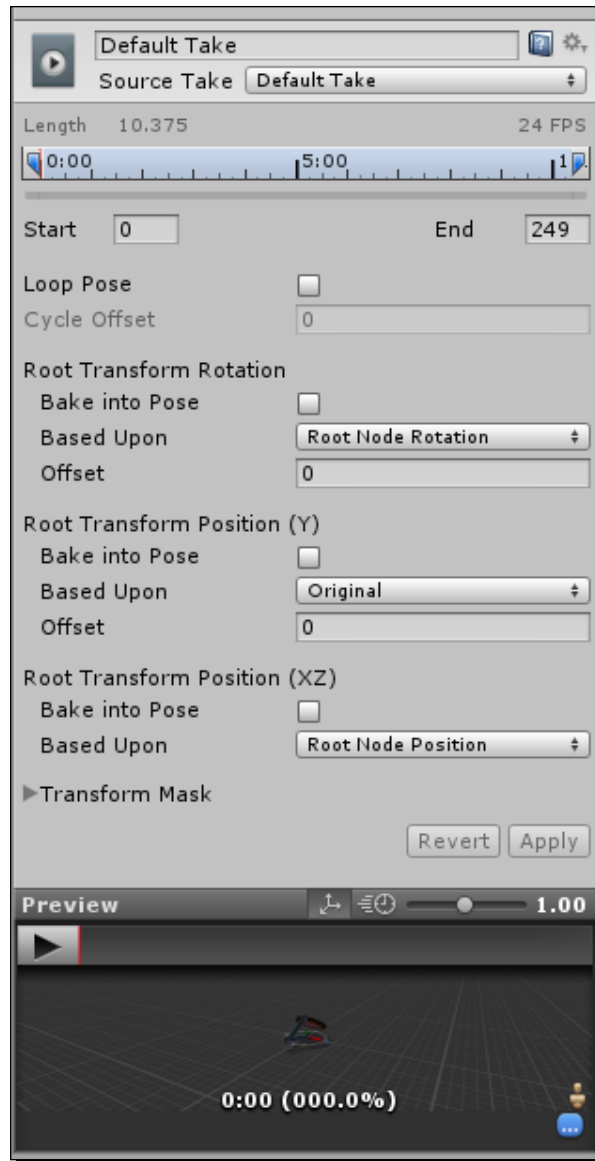 Default Take
Source Take Default Take
Length 10.375 24 FPS
0:00 5:00 1
Start 0 End 249
Loop Pose
Cycle Offset 0
Root Transform Rotation
Bake into Pose
Based Upon Root Node Rotation
Offset 0
Root Transform Position (Y)
Bake into Pose
Based Upon Original
Offset 0
Root Transform Position (XZ)
Bake into Pose
Based Upon Root Node Position
Transform Mask
Revert Apply
Preview 1.00
0:00 (000.0%)